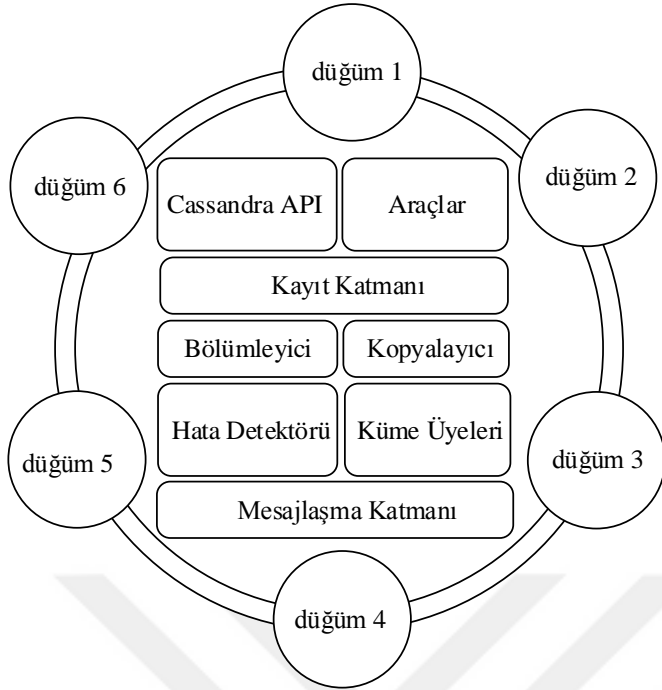 düğüm 1
düğüm 2
düğüm 6
Cassandra API
Araçlar
Kayıt Katmanı
Bölümleyici
Kopyalayıcı
Hata Detektörü
Küme Üyeleri
düğüm 5
düğüm 3
Mesajlaşma Katmanı
düğüm 4